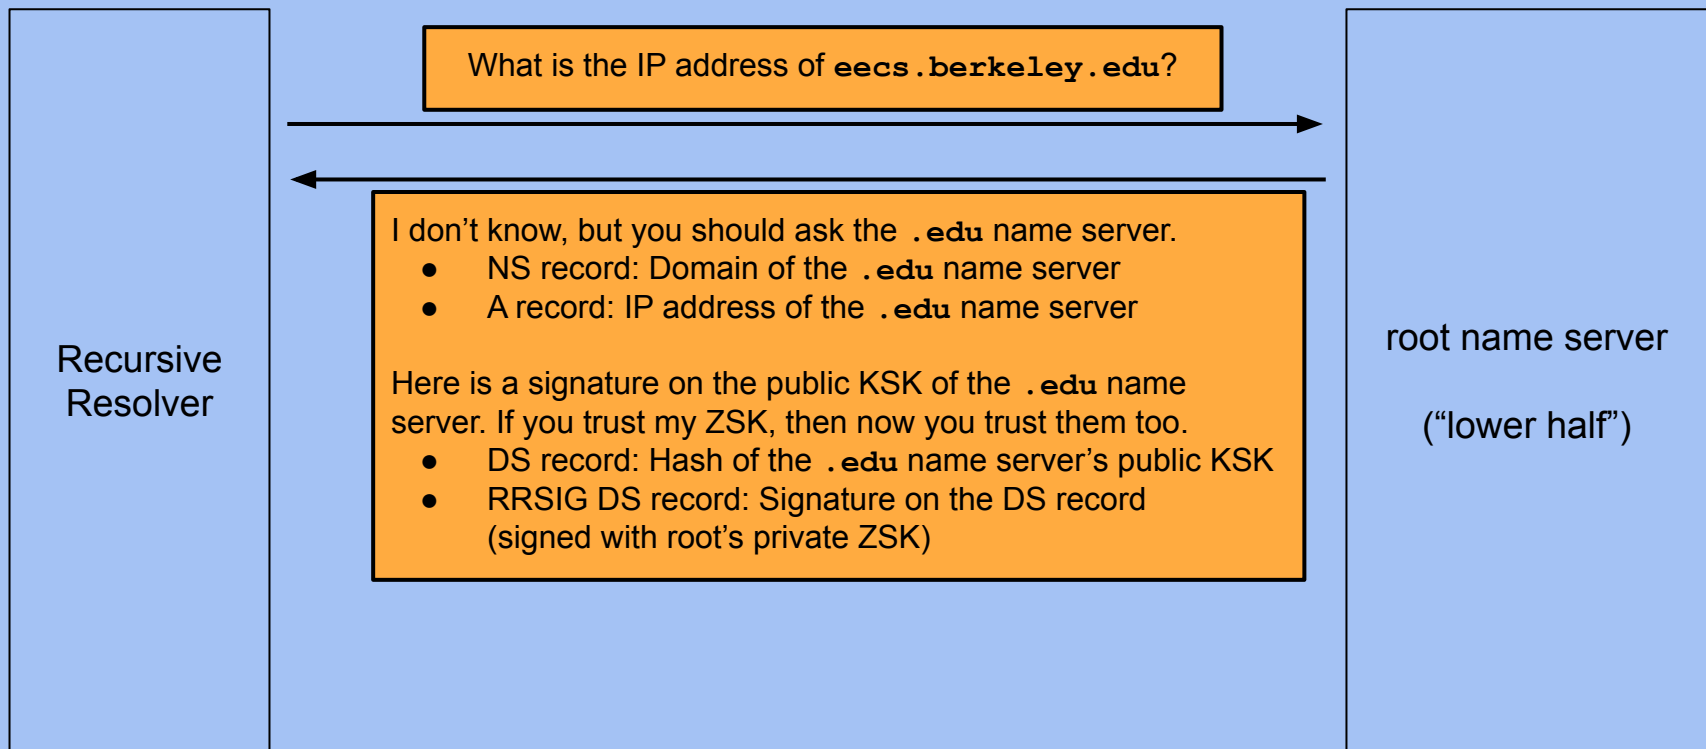 What is the IP address of eecs.berkeley.edu?
I don’t know, but you should ask the .edu name server.
● NS record: Domain of the .edu name server
● A record: IP address of the .edu name server
Here is a signature on the public KSK of the .edu name
server. If you trust my ZSK, then now you trust them too.
● DS record: Hash of the .edu name server’s public KSK
● RRSIG DS record: Signature on the DS record
(signed with root’s private ZSK)
Recursive
Resolver
root name server
(“lower half”)